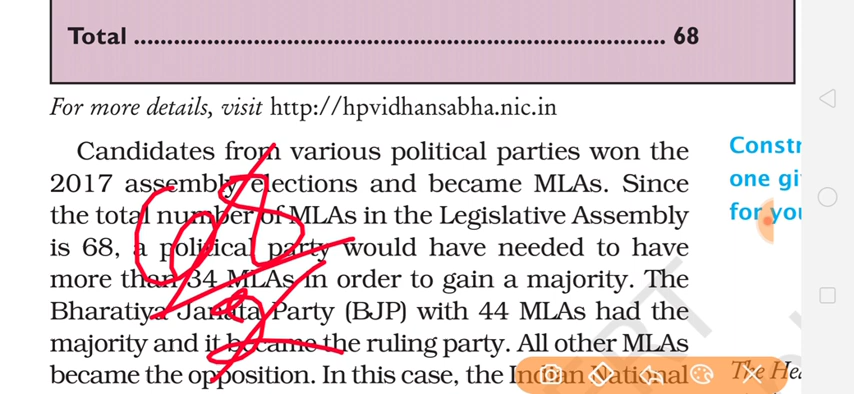 Total ........................................................................................ 68
For more details, visit http://hpvidhansabha.nic.in
Candidates from various political parties won the
2017 assembly elections and became MLAs. Since
the total number of MLAs in the Legislative Assembly
is 68, a political party would have needed to have
more than 34 MLAs in order to gain a majority. The
Bharatiya Janata Party (BJP) with 44 MLAs had the
majority and it became the ruling party. All other MLAs
became the opposition. In this case, the Indian National
Constr
one gi
for you
The Hea
68
2